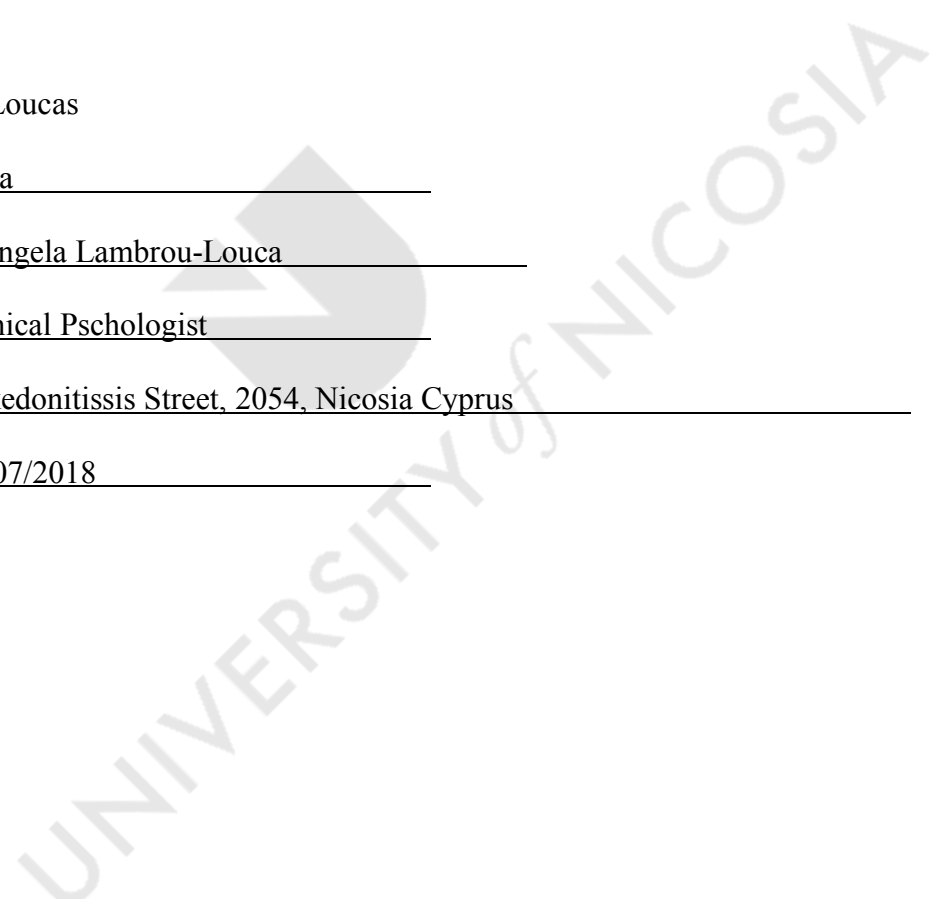 Loucas
a
ngela Lambrou-Louca
nical Pschologist
edonitissis Street, 2054, Nicosia Cyprus
07/2018
UNIVERSITY of NICOSIA